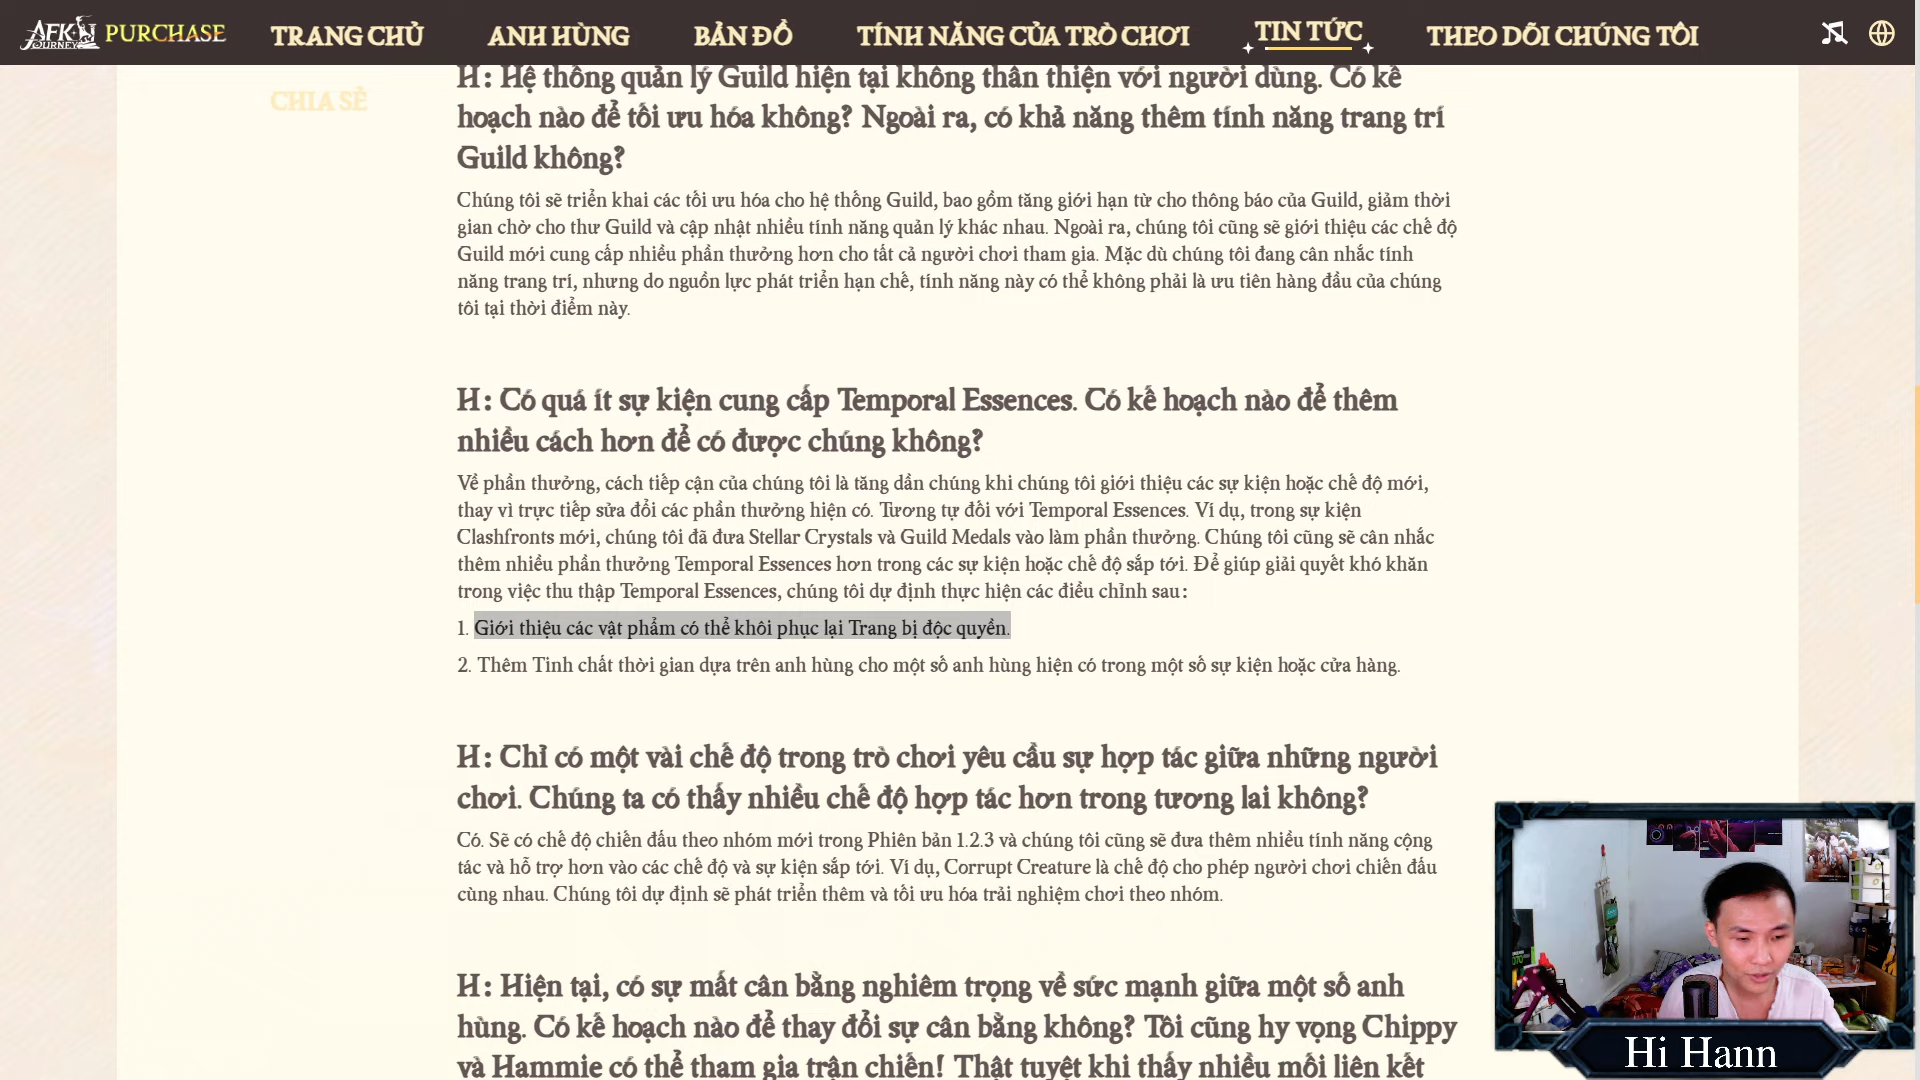 AFK JOURNEY PURCHASE TRANG CHỦ ANH HÙNG BẢN ĐỒ TÍNH NĂNG CỦA TRÒ CHƠI TIN TỨC THEO DÕI CHÚNG TÔI
CHIA SẺ
H: Hệ thống quản lý Guild hiện tại không thân thiện với người dùng. Có kế
hoạch nào để tối ưu hóa không? Ngoài ra, có khả năng thêm tính năng trang trí
Guild không?
Chúng tôi sẽ triển khai các tối ưu hóa cho hệ thống Guild, bao gồm tăng giới hạn từ cho thông báo của Guild, giảm thời
gian chờ cho thư Guild và cập nhật nhiều tính năng quản lý khác nhau. Ngoài ra, chúng tôi cũng sẽ giới thiệu các chế độ
Guild mới cung cấp nhiều phần thưởng hơn cho tất cả người chơi tham gia. Mặc dù chúng tôi đang cân nhắc tính
năng trang trí, nhưng do nguồn lực phát triển hạn chế, tính năng này có thể không phải là ưu tiên hàng đầu của chúng
tôi tại thời điểm này.
H: Có quá ít sự kiện cung cấp Temporal Essences. Có kế hoạch nào để thêm
nhiều cách hơn để có được chúng không?
Về phần thưởng, cách tiếp cận của chúng tôi là tăng dần chúng khi chúng tôi giới thiệu các sự kiện hoặc chế độ mới,
thay vì trực tiếp sửa đổi các phần thưởng hiện có. Tương tự đối với Temporal Essences. Ví dụ, trong sự kiện
Clashfronts mới, chúng tôi đã đưa Stellar Crystals và Guild Medals vào làm phần thưởng. Chúng tôi cũng sẽ cân nhắc
thêm nhiều phần thưởng Temporal Essences hơn trong các sự kiện hoặc chế độ sắp tới. Để giúp giải quyết khó khăn
trong việc thu thập Temporal Essences, chúng tôi dự định thực hiện các điều chỉnh sau:
1. Giới thiệu các vật phẩm có thể khôi phục lại Trang bị độc quyền.
2. Thêm Tinh chất thời gian dựa trên anh hùng cho một số anh hùng hiện có trong một số sự kiện hoặc cửa hàng.
H: Chỉ có một vài chế độ trong trò chơi yêu cầu sự hợp tác giữa những người
chơi. Chúng ta có thấy nhiều chế độ hợp tác hơn trong tương lai không?
Có. Sẽ có chế độ chiến đấu theo nhóm mới trong Phiên bản 1.2.3 và chúng tôi cũng sẽ đưa thêm nhiều tính năng cộng
tác và hỗ trợ hơn vào các chế độ và sự kiện sắp tới. Ví dụ, Corrupt Creature là chế độ cho phép người chơi chiến đấu
cùng nhau. Chúng tôi dự định sẽ phát triển thêm và tối ưu hóa trải nghiệm chơi theo nhóm.
H: Hiện tại, có sự mất cân bằng nghiêm trọng về sức mạnh giữa một số anh
hùng. Có kế hoạch nào để thay đổi sự cân bằng không? Tôi cũng hy vọng Chippy
và Hammie có thể tham gia trận chiến! Thật tuyệt khi thấy nhiều mối liên kết
Hi Hann